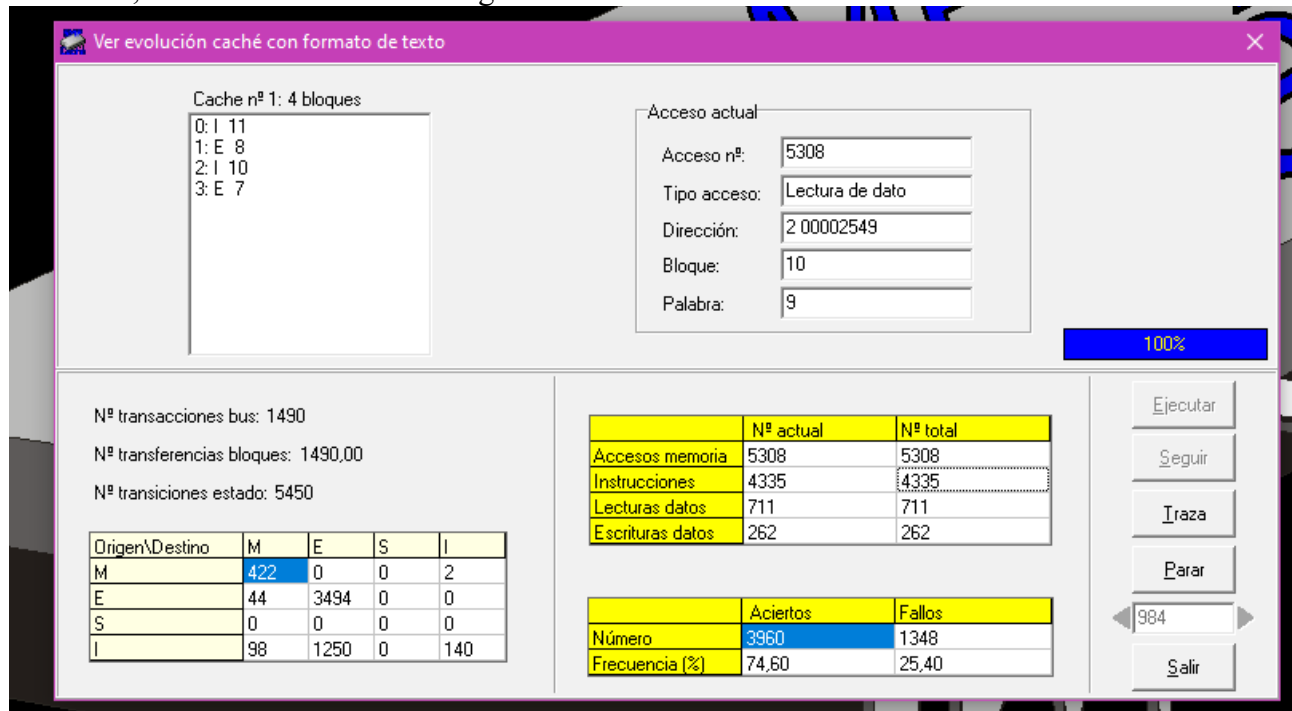 Ver evolución caché con formato de texto
Cache nº 1: 4 bloques
0: I 11
1: E 8
2: I 10
3: E 7
Acceso actual
Acceso nº: 5308
Tipo acceso: Lectura de dato
Dirección: 2 00002549
Bloque: 10
Palabra: 9
100%
Nº transacciones bus: 1490
Nº transferencias bloques: 1490,00
Nº transiciones estado: 5450
Origen\Destino M E S I
M 422 0 0 2
E 44 3494 0 0
S 0 0 0 0
I 98 1250 0 140
Nº actual Nº total
Accesos memoria 5308 5308
Instrucciones 4335 4335
Lecturas datos 711 711
Escrituras datos 262 262
Aciertos Fallos
Número 3960 1348
Frecuencia (%) 74,60 25,40
Ejecutar
Seguir
Traza
Parar
984
Salir